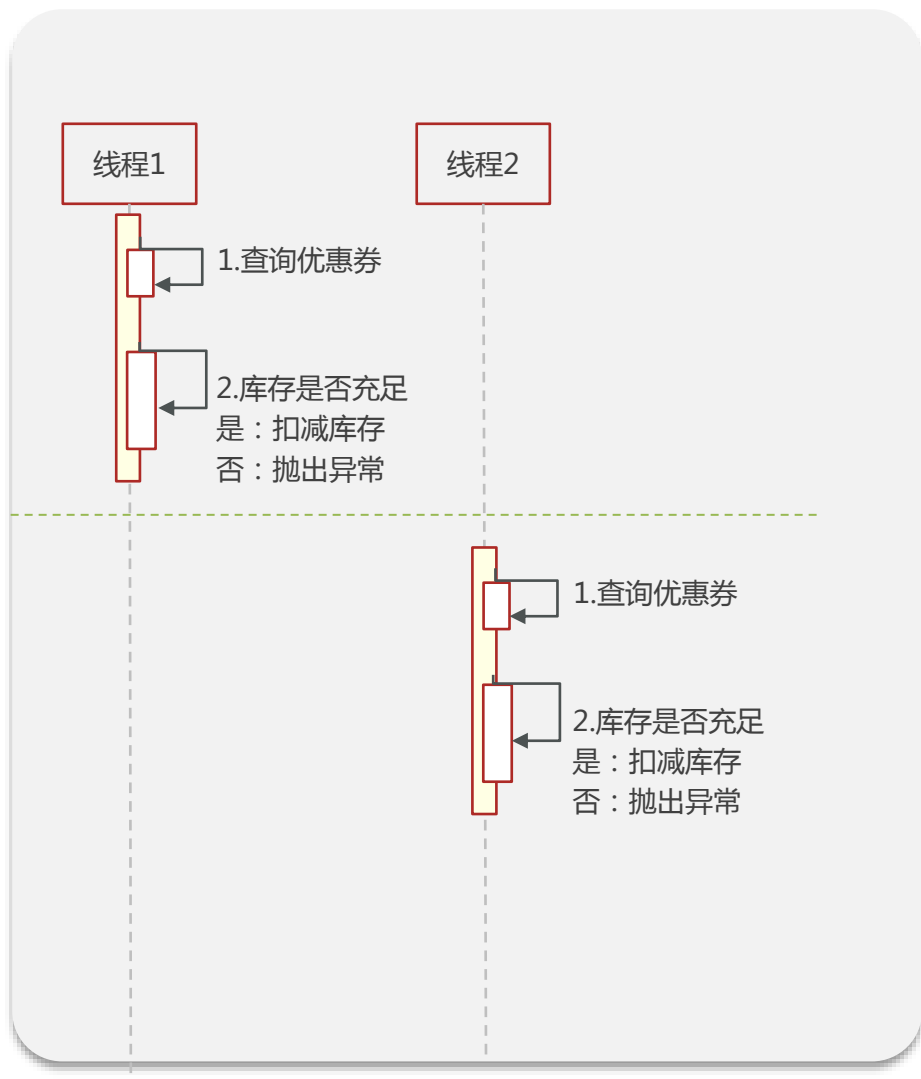 线程1
线程2
1.查询优惠券
2.库存是否充足
是：扣减库存
否：抛出异常
1.查询优惠券
2.库存是否充足
是：扣减库存
否：抛出异常